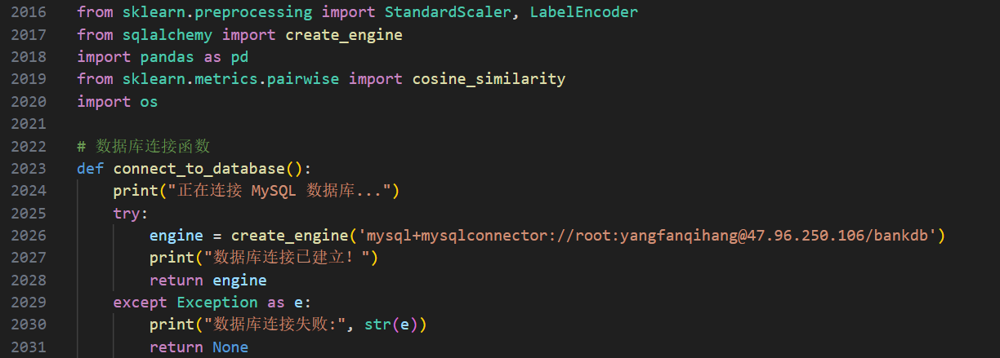 2016 from sklearn.preprocessing import StandardScaler, LabelEncoder
2017 from sqlalchemy import create_engine
2018 import pandas as pd
2019 from sklearn.metrics.pairwise import cosine_similarity
2020 import os
2021
2022 # 数据库连接函数
2023 def connect_to_database():
2024     print("正在连接 MySQL 数据库...")
2025     try:
2026         engine = create_engine('mysql+mysqlconnector://root:yangfanqihang@47.96.250.106/bankdb')
2027         print("数据库连接已建立！")
2028         return engine
2029     except Exception as e:
2030         print("数据库连接失败:", str(e))
2031         return None